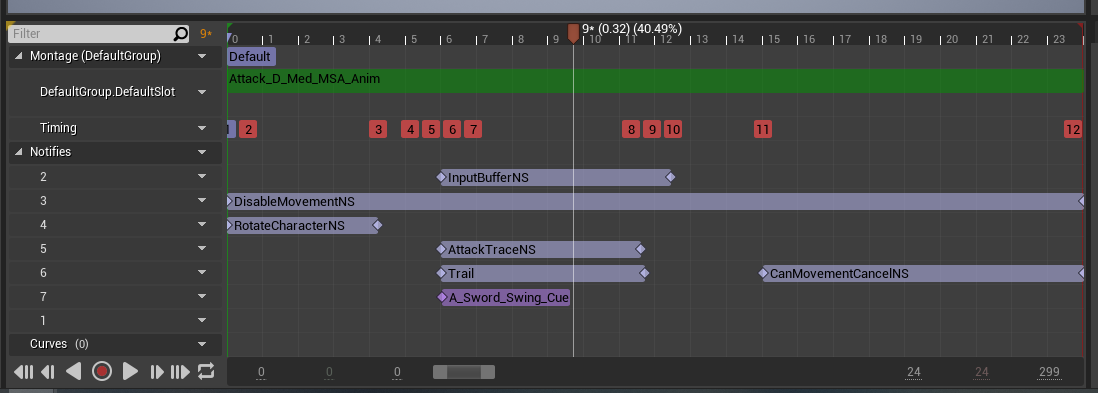 Filter 9* 9* (0.32) (40.49%)
0 1 2 3 4 5 6 7 8 9 10 11 12 13 14 15 16 17 18 19 20 21 22 23
Montage (DefaultGroup) Default
Attack_D_Med_MSA_Anim
DefaultGroup.DefaultSlot
Timing 1 2 3 4 5 6 7 8 9 10 11 12
Notifies
2 InputBufferNS
3 DisableMovementNS
4 RotateCharacterNS
5 AttackTraceNS
6 Trail CanMovementCancelNS
7 A_Sword_Swing_Cue
1
Curves (0)
0 0 0 24 24 299